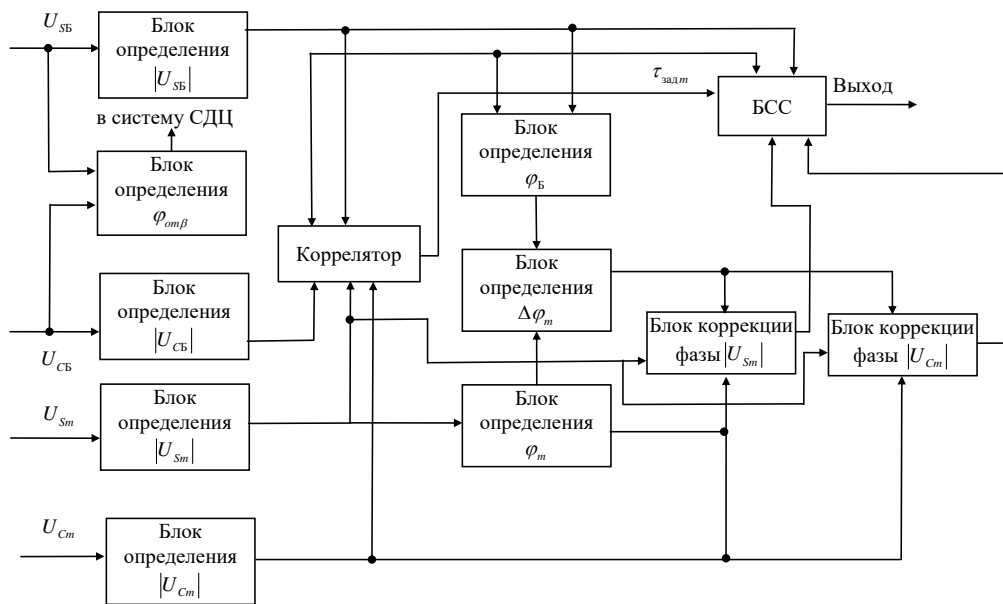 U_SБ
Блок
определения
|U_SБ|
τ_зад m
БСС
Выход
в систему СДЦ
Блок
определения
φ_отβ
Блок
определения
φ_Б
Коррелятор
Блок
определения
Δφ_m
Блок
определения
|U_CБ|
U_CБ
Блок коррекции
фазы |U_Sm|
Блок коррекции
фазы |U_Cm|
U_Sm
Блок
определения
|U_Sm|
Блок
определения
φ_m
U_Cm
Блок
определения
|U_Cm|